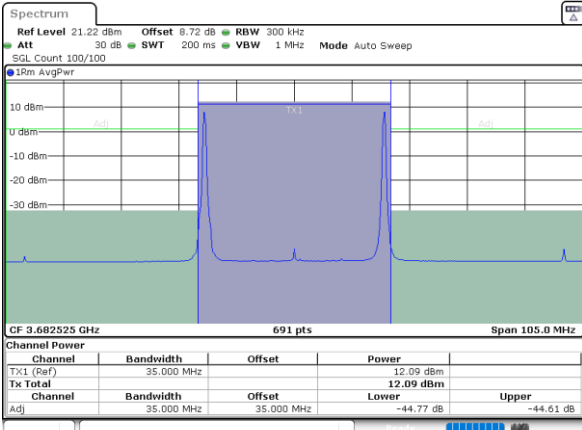 Spectrum
Ref Level 21.22 dBm Offset 8.72 dB RBW 300 kHz
Att 30 dB SWT 200 ms VBW 1 MHz Mode Auto Sweep
SGL Count 100/100
1Rm AvgPwr
TX1
10 dBm
Adj Adj
0 dBm
-10 dBm
-20 dBm
-30 dBm
CF 3.682525 GHz 691 pts Span 105.0 MHz
Channel Power
Channel Bandwidth Offset Power
TX1 (Ref) 35.000 MHz 12.09 dBm
Tx Total 12.09 dBm
Channel Bandwidth Offset Lower Upper
Adj 35.000 MHz 35.000 MHz -44.77 dB -44.61 dB